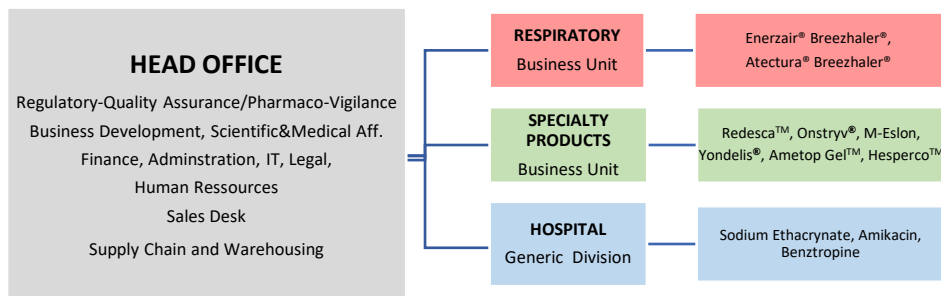 HEAD OFFICE
Regulatory-Quality Assurance/Pharmaco-Vigilance
Business Development, Scientific&Medical Aff.
Finance, Adminstration, IT, Legal,
Human Ressources
Sales Desk
Supply Chain and Warehousing
RESPIRATORY
Business Unit
Enerzair® Breezhaler®,
Atectura® Breezhaler®
SPECIALTY
PRODUCTS
Business Unit
Redesca™, Onstryv®, M-Eslon,
Yondelis®, Ametop Gel™, Hesperco™
HOSPITAL
Generic Division
Sodium Ethacrynate, Amikacin,
Benztropine